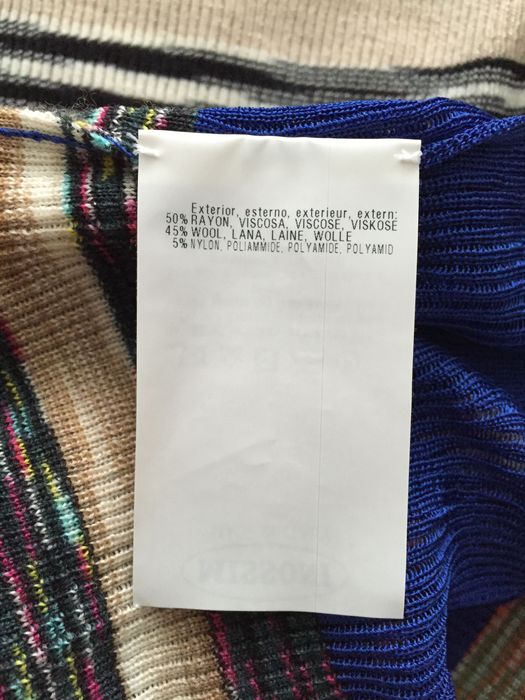 Exterior, esterno, exterieur, extern:
50% RAYON, VISCOSA, VISCOSE, VISKOSE
45% WOOL, LANA, LAINE, WOLLE
5% NYLON, POLIAMMIDE, POLYAMIDE, POLYAMID
MISSONI